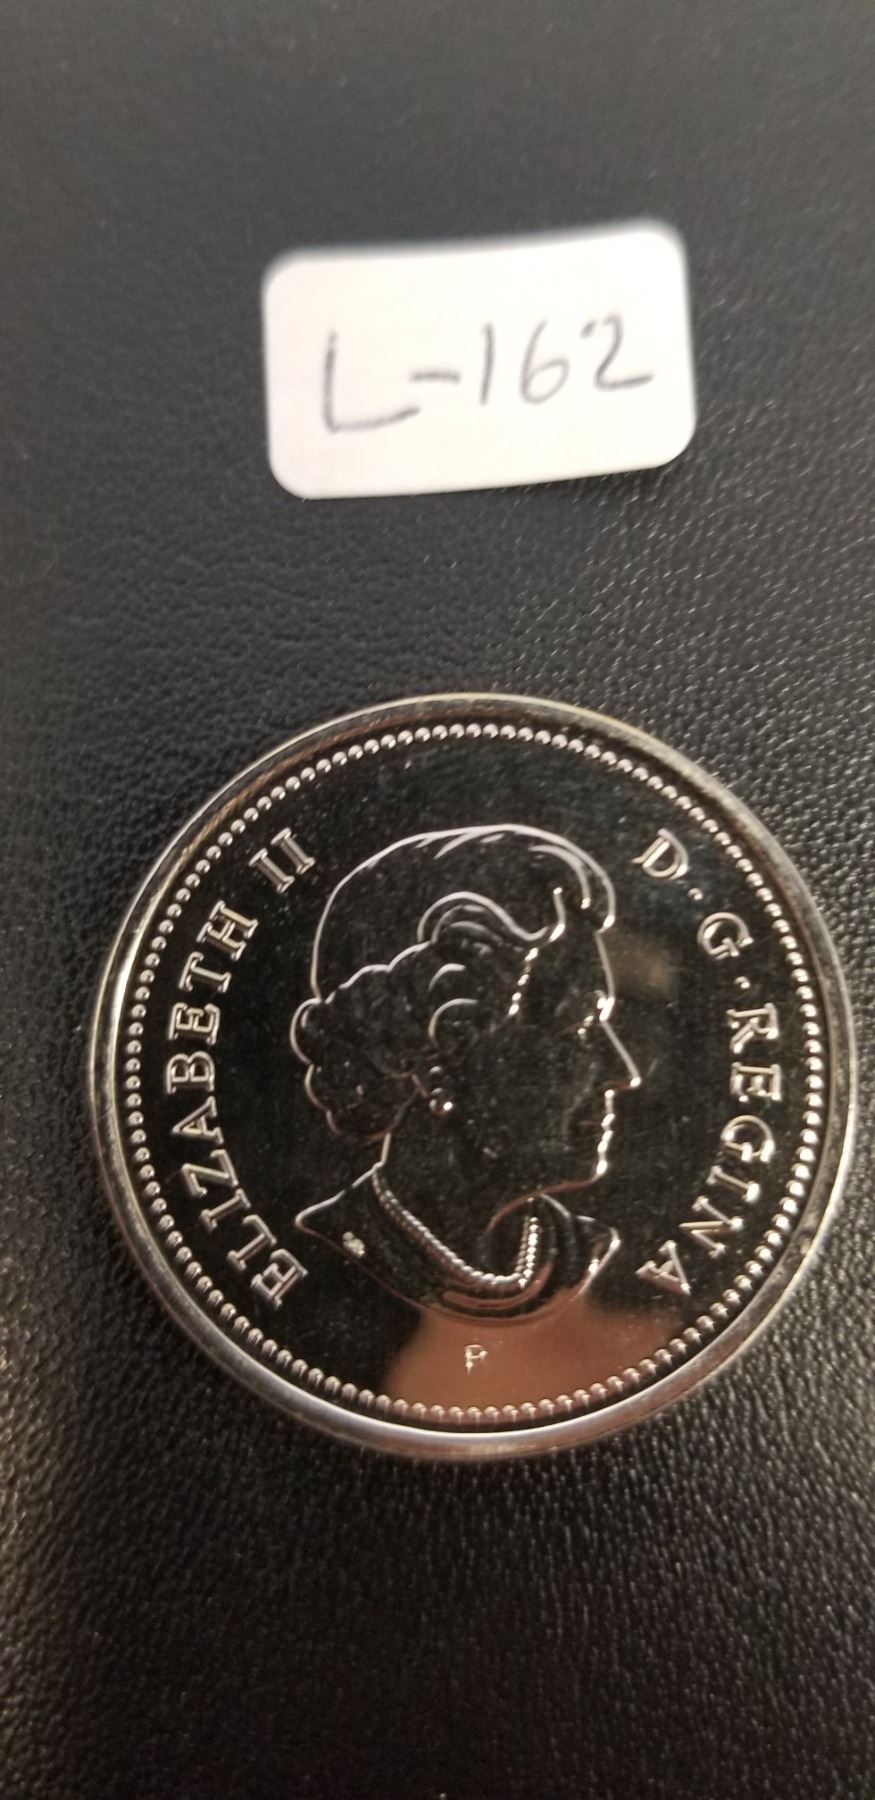 L-162
ELIZABETH II D·G·REGINA
P